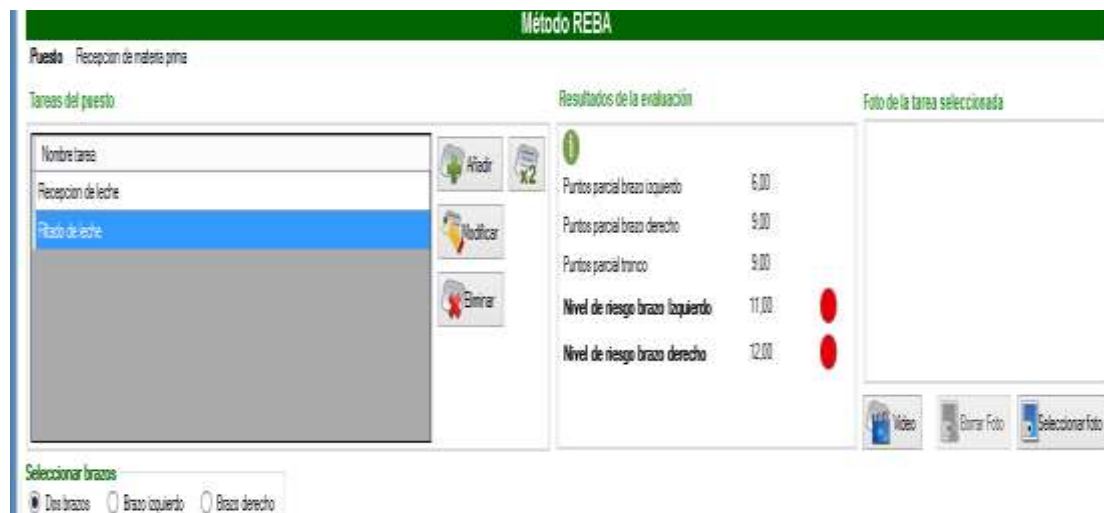 Método REBA
Puesto Recepcion de materia prima
Tareas del puesto
Resultados de la evaluación
Foto de la tarea seleccionada
Nombre tarea
Recepcion de leche
Filtrado de leche
Añadir
x2
Modificar
Eliminar
Puntos parcial brazo izquierdo 6,00
Puntos parcial brazo derecho 9,00
Puntos parcial tronco 9,00
Nivel de riesgo brazo Izquierdo 11,00
Nivel de riesgo brazo derecho 12,00
Video
Borrar Foto
Seleccionar foto
Seleccionar brazos
Dos brazos Brazo izquierdo Brazo derecho